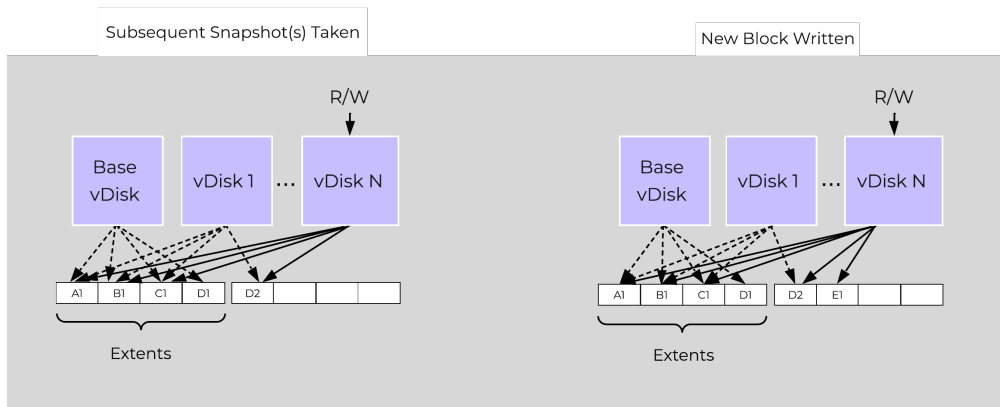 Subsequent Snapshot(s) Taken
R/W
Base
vDisk
vDisk 1
...
vDisk N
A1
B1
C1
D1
D2
Extents
New Block Written
R/W
Base
vDisk
vDisk 1
...
vDisk N
A1
B1
C1
D1
D2
E1
Extents